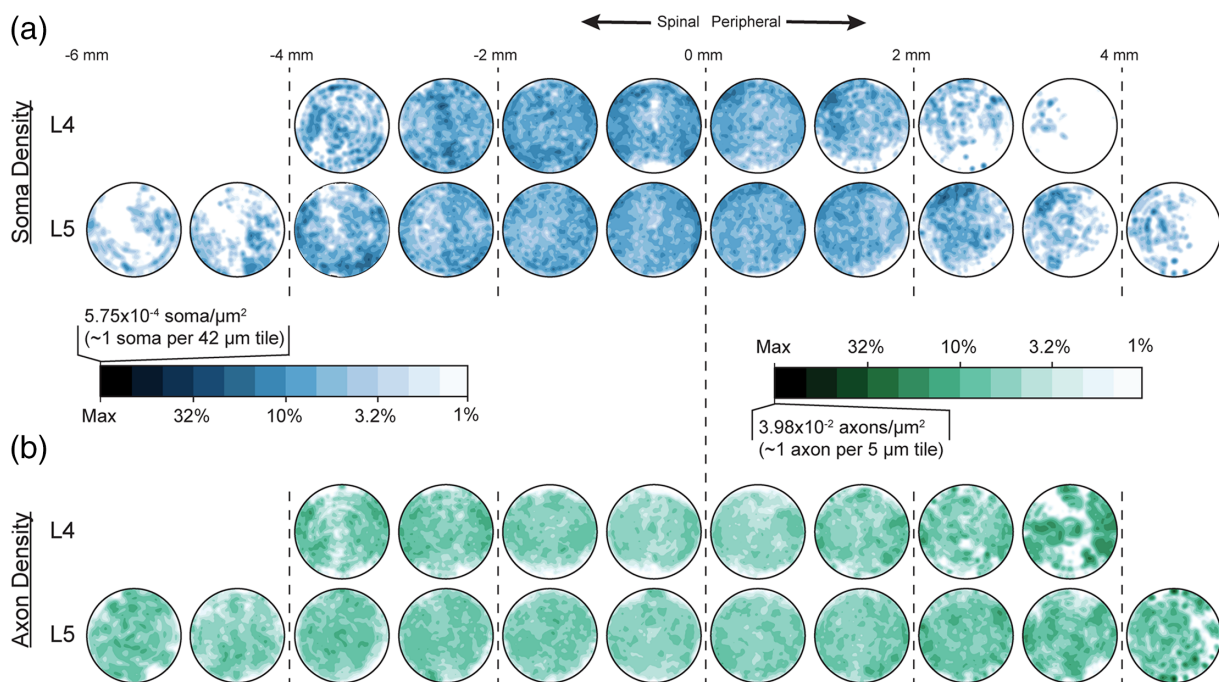 (a)
Spinal Peripheral
-6 mm -4 mm -2 mm 0 mm 2 mm 4 mm
Soma Density
L4
L5
5.75x10⁻⁴ soma/µm²
(~1 soma per 42 µm tile)
Max 32% 10% 3.2% 1%
Max 32% 10% 3.2% 1%
3.98x10⁻² axons/µm²
(~1 axon per 5 µm tile)
(b)
Axon Density
L4
L5